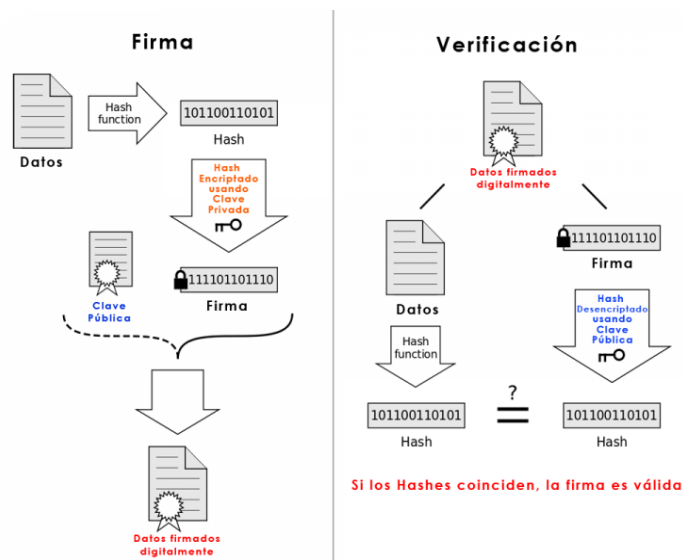 Firma
Datos
Hash
function
101100110101
Hash
Hash
Encriptado
usando
Clave
Privada
Clave
Pública
111101101110
Firma
Datos firmados
digitalmente
Verificación
Datos firmados
digitalmente
Datos
111101101110
Firma
Hash
function
Hash
Desencriptado
usando
Clave
Pública
101100110101
Hash
?
=
101100110101
Hash
Si los Hashes coinciden, la firma es válida